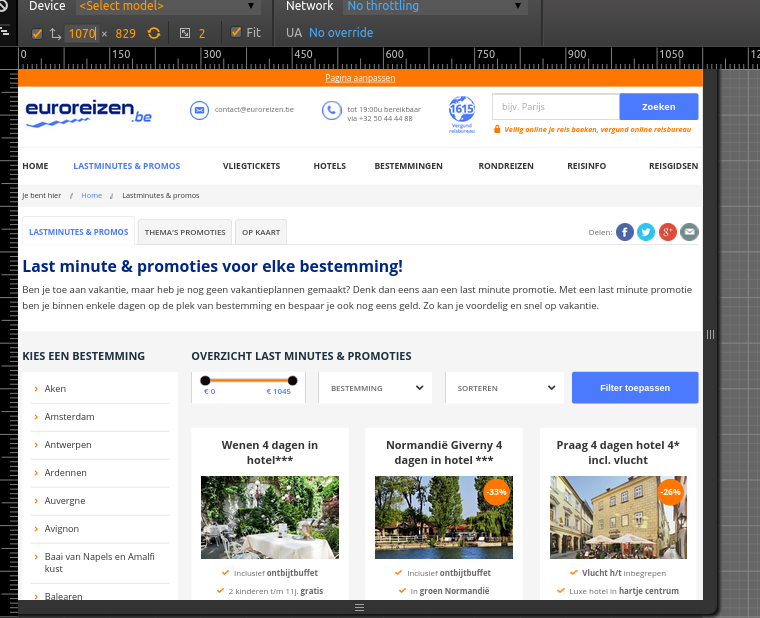 Device <Select model> Network No throttling
1070 × 829 2 Fit UA No override
0 150 300 450 600 750 900 1050
Pagina aanpassen
euroreizen.be
contact@euroreizen.be
tot 19:00u bereikbaar
via +32 50 44 44 88
1615
Vergund
reisbureau
bijv. Parijs Zoeken
Veilig online je reis boeken, vergund online reisbureau
HOME LASTMINUTES & PROMOS VLIEGTICKETS HOTELS BESTEMMINGEN RONDREIZEN REISINFO REISGIDSEN
Je bent hier / Home / Lastminutes & promos
LASTMINUTES & PROMOS THEMA'S PROMOTIES OP KAART Delen:
Last minute & promoties voor elke bestemming!
Ben je toe aan vakantie, maar heb je nog geen vakantieplannen gemaakt? Denk dan eens aan een last minute promotie. Met een last minute promotie
ben je binnen enkele dagen op de plek van bestemming en bespaar je ook nog eens geld. Zo kan je voordelig en snel op vakantie.
KIES EEN BESTEMMING
Aken
Amsterdam
Antwerpen
Ardennen
Auvergne
Avignon
Baai van Napels en Amalfi
kust
Balearen
OVERZICHT LAST MINUTES & PROMOTIES
€ 0 € 1045
BESTEMMING SORTEREN Filter toepassen
Wenen 4 dagen in
hotel***
Inclusief ontbijtbuffet
2 kinderen t/m 11j. gratis
Normandië Giverny 4
dagen in hotel ***
-33%
Inclusief ontbijtbuffet
In groen Normandië
Praag 4 dagen hotel 4*
incl. vlucht
-26%
Vlucht h/t inbegrepen
Luxe hotel in hartje centrum